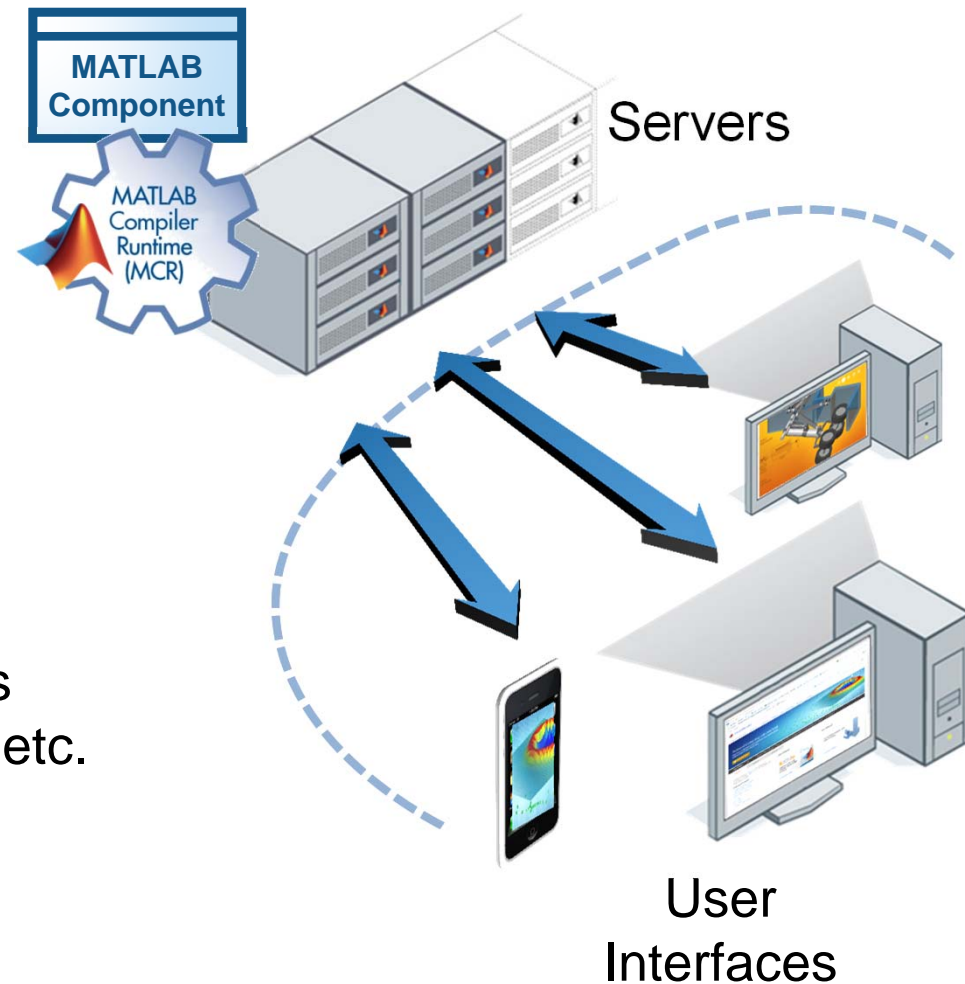 MATLAB
Component
MATLAB
Compiler
Runtime
(MCR)
Servers
etc.
User
Interfaces